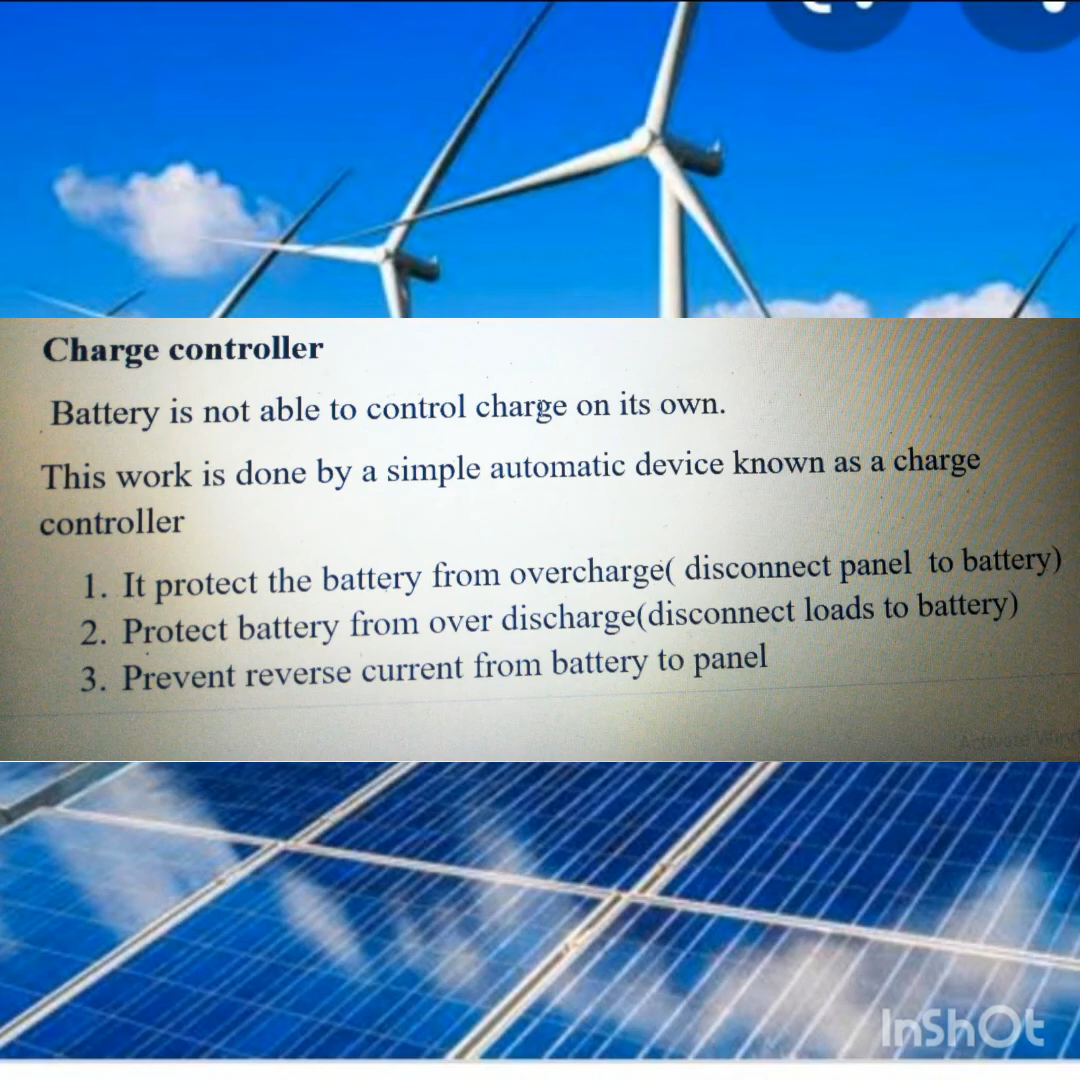 Charge controller
Battery is not able to control charge on its own.
This work is done by a simple automatic device known as a charge
controller
1. It protect the battery from overcharge( disconnect panel  to battery)
2. Protect battery from over discharge(disconnect loads to battery)
3. Prevent reverse current from battery to panel
Activate Wind
InShOt